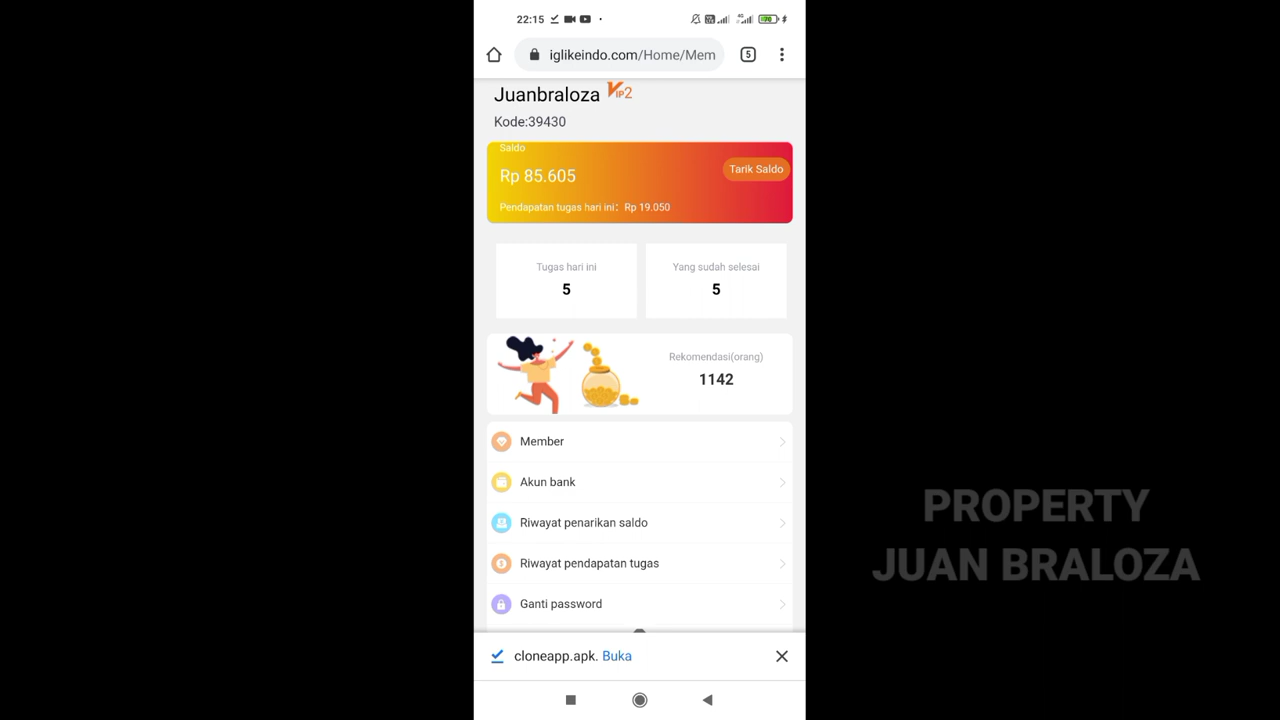 22:15
4G
70
iglikeindo.com/Home/Mem
5
Juanbraloza VIP2
Kode:39430
Saldo
Rp 85.605
Tarik Saldo
Pendapatan tugas hari ini: Rp 19.050
Tugas hari ini
5
Yang sudah selesai
5
Rekomendasi(orang)
1142
Member
Akun bank
Riwayat penarikan saldo
Riwayat pendapatan tugas
Ganti password
cloneapp.apk. Buka
PROPERTY
JUAN BRALOZA